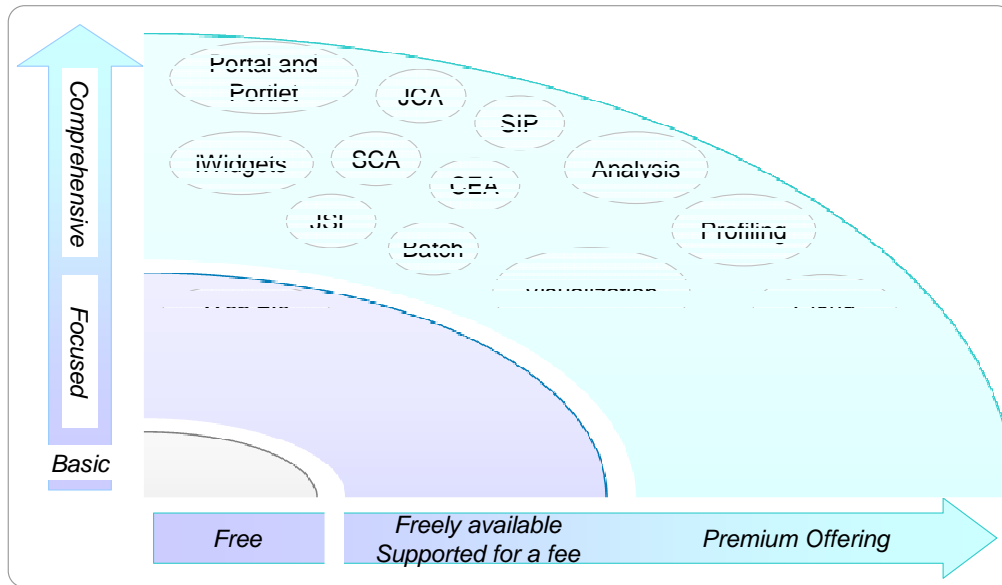 Portal and
Portlet
JCA
SIP
Comprehensive
iWidgets
SCA
CEA
Analysis
JSF
Batch
Profiling
Visualization
Focused
Basic
Free
Freely available
Supported for a fee
Premium Offering